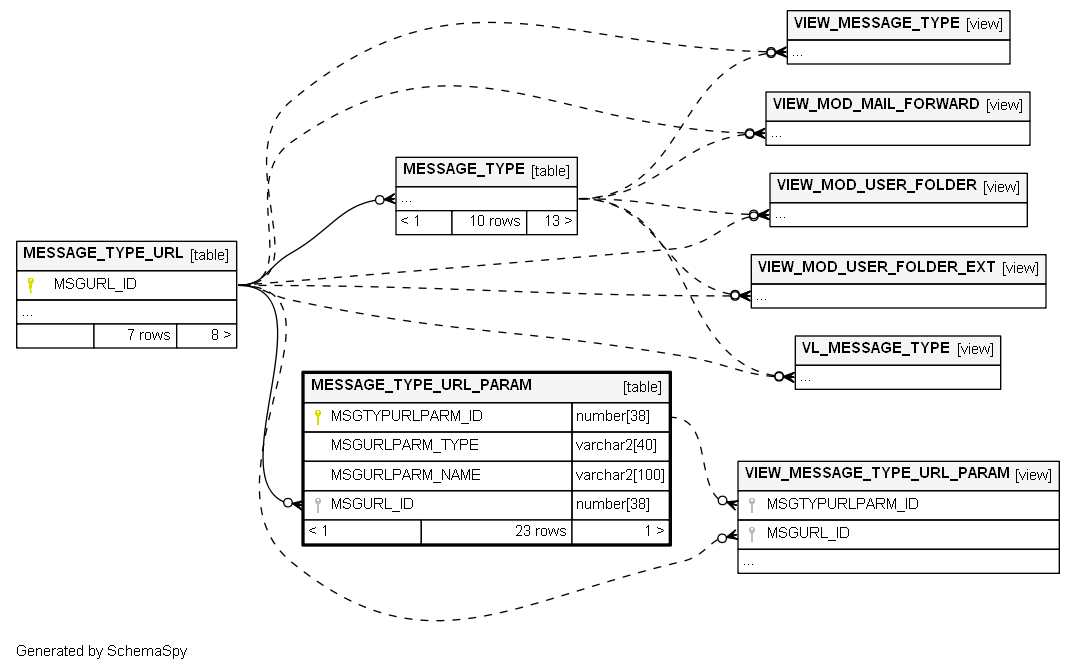 VIEW_MESSAGE_TYPE [view]
...
VIEW_MOD_MAIL_FORWARD [view]
...
MESSAGE_TYPE [table]
...
< 1 10 rows 13 >
VIEW_MOD_USER_FOLDER [view]
...
MESSAGE_TYPE_URL [table]
MSGURL_ID
...
7 rows 8 >
VIEW_MOD_USER_FOLDER_EXT [view]
...
VL_MESSAGE_TYPE [view]
...
MESSAGE_TYPE_URL_PARAM [table]
MSGTYPURLPARM_ID number[38]
MSGURLPARM_TYPE varchar2[40]
MSGURLPARM_NAME varchar2[100]
MSGURL_ID number[38]
< 1 23 rows 1 >
VIEW_MESSAGE_TYPE_URL_PARAM [view]
MSGTYPURLPARM_ID
MSGURL_ID
...
Generated by SchemaSpy